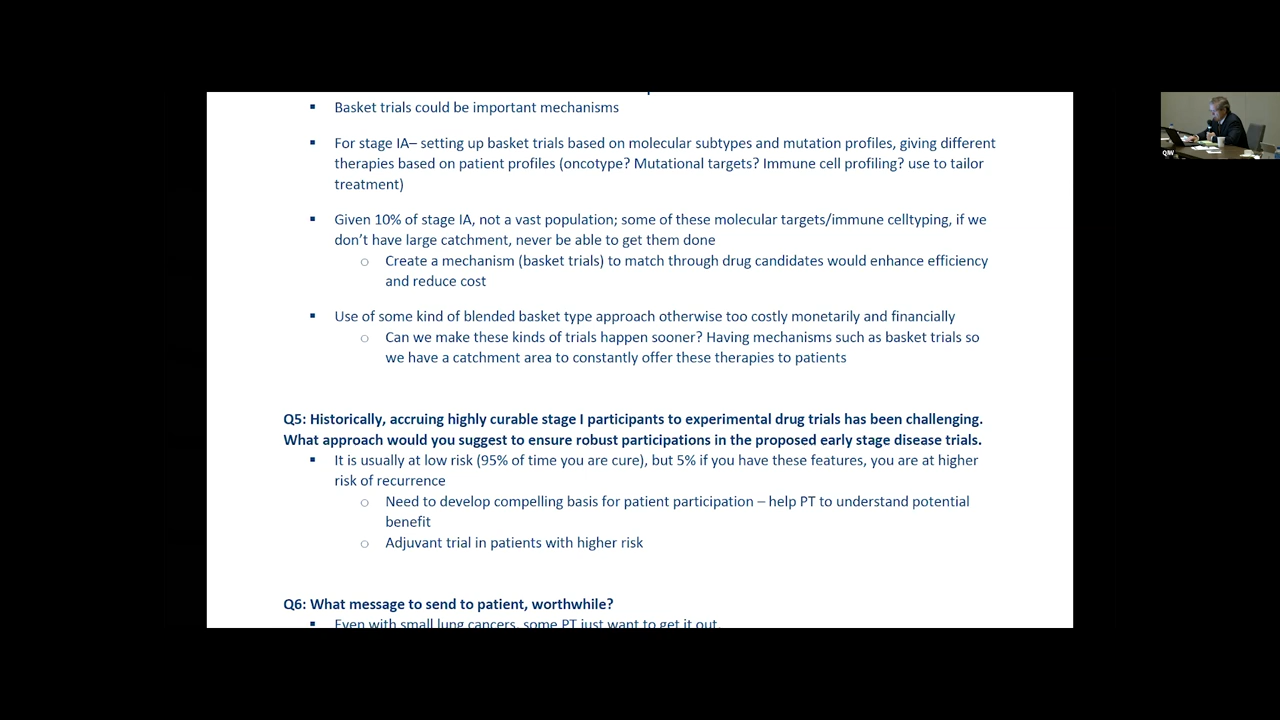 ▪ Basket trials could be important mechanisms
▪ For stage IA– setting up basket trials based on molecular subtypes and mutation profiles, giving different
therapies based on patient profiles (oncotype? Mutational targets? Immune cell profiling? use to tailor
treatment)
▪ Given 10% of stage IA, not a vast population; some of these molecular targets/immune celltyping, if we
don’t have large catchment, never be able to get them done
○ Create a mechanism (basket trials) to match through drug candidates would enhance efficiency
and reduce cost
▪ Use of some kind of blended basket type approach otherwise too costly monetarily and financially
○ Can we make these kinds of trials happen sooner? Having mechanisms such as basket trials so
we have a catchment area to constantly offer these therapies to patients
Q5: Historically, accruing highly curable stage I participants to experimental drug trials has been challenging.
What approach would you suggest to ensure robust participations in the proposed early stage disease trials.
▪ It is usually at low risk (95% of time you are cure), but 5% if you have these features, you are at higher
risk of recurrence
○ Need to develop compelling basis for patient participation – help PT to understand potential
benefit
○ Adjuvant trial in patients with higher risk
Q6: What message to send to patient, worthwhile?
▪ Even with small lung cancers, some PT just want to get it out.